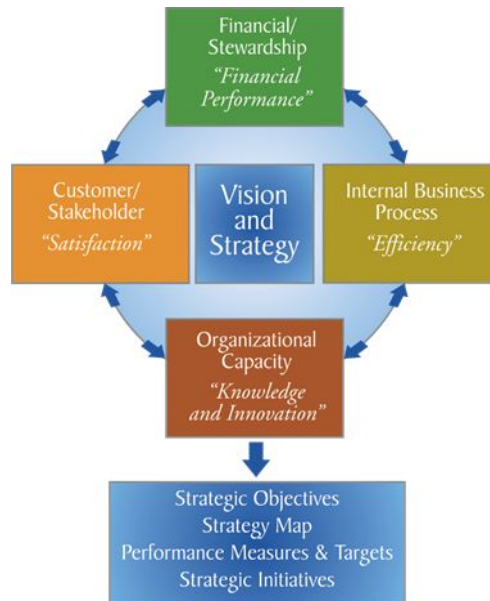 Financial/
Stewardship
“Financial
Performance”
Customer/
Stakeholder
“Satisfaction”
Vision
and
Strategy
Internal Business
Process
“Efficiency”
Organizational
Capacity
“Knowledge
and Innovation”
Strategic Objectives
Strategy Map
Performance Measures & Targets
Strategic Initiatives